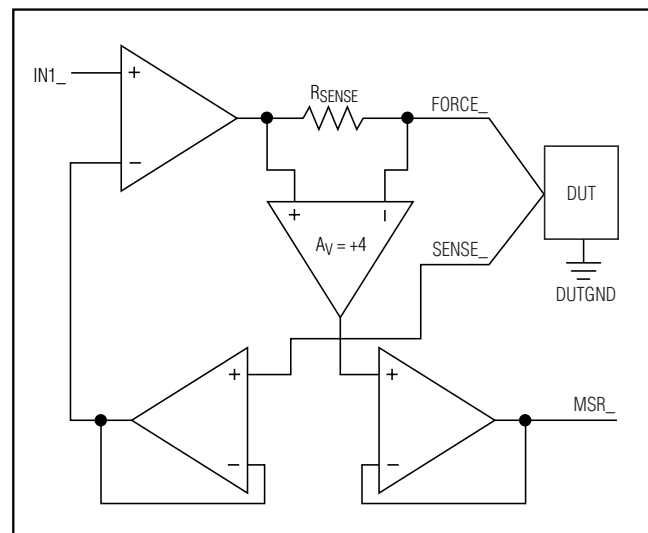 IN1_
+
−
RSENSE
FORCE_
+
−
AV = +4
DUT
SENSE_
DUTGND
+
−
+
−
MSR_